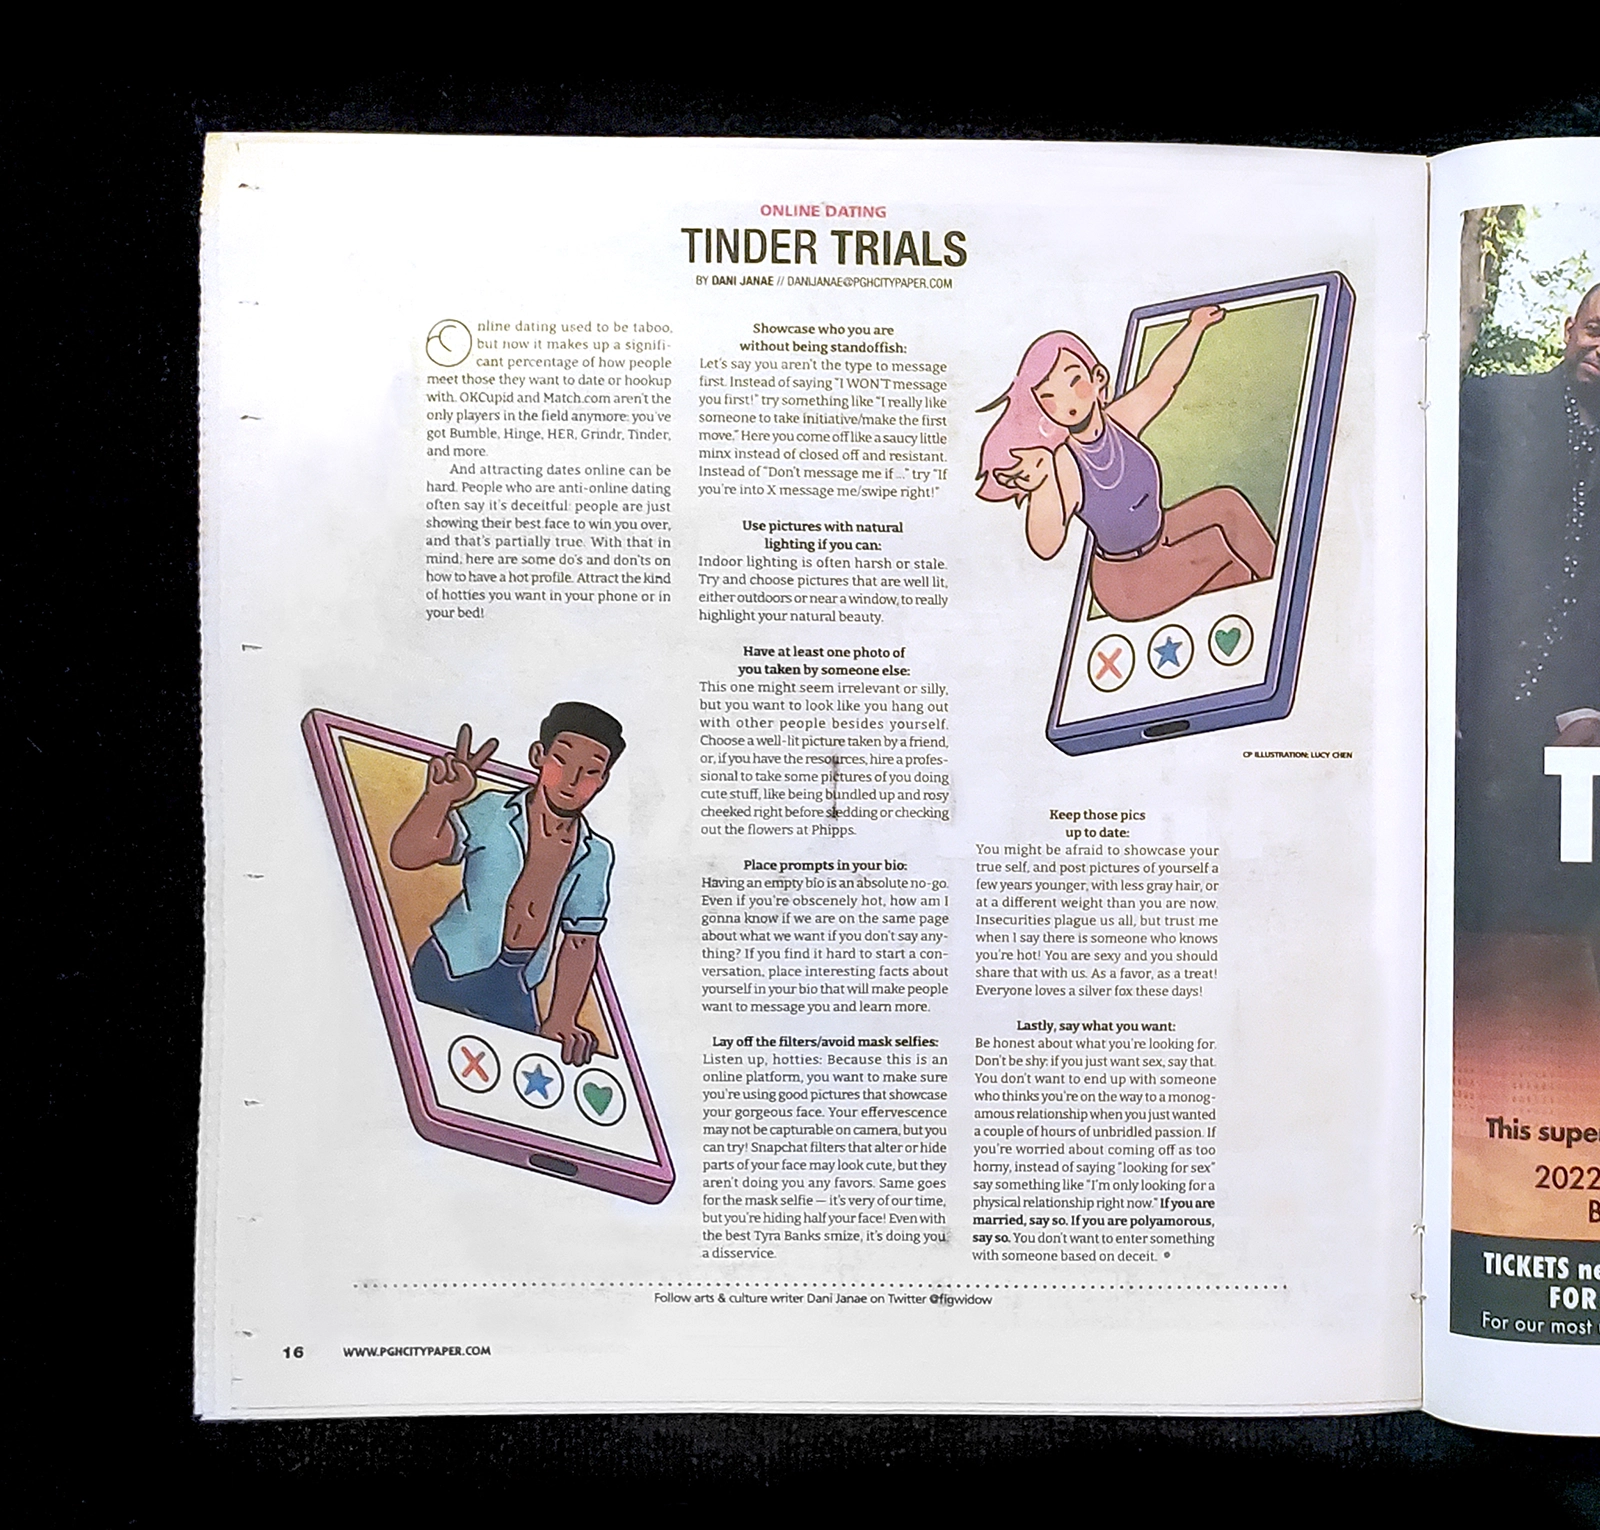 ONLINE DATING
TINDER TRIALS
BY DANI JANAE // DANIJANAE@PGHCITYPAPER.COM
Online dating used to be taboo,
but now it makes up a signifi-
cant percentage of how people
meet those they want to date or hookup
with. OKCupid and Match.com aren't the
only players in the field anymore: you've
got Bumble, Hinge, HER, Grindr, Tinder,
and more.
And attracting dates online can be
hard. People who are anti-online dating
often say it's deceitful: people are just
showing their best face to win you over,
and that's partially true. With that in
mind, here are some do's and don'ts on
how to have a hot profile. Attract the kind
of hotties you want in your phone or in
your bed!
Showcase who you are
without being standoffish:
Let's say you aren't the type to message
first. Instead of saying "I WON'T message
you first!" try something like "I really like
someone to take initiative/make the first
move." Here you come off like a saucy little
minx instead of closed off and resistant.
Instead of "Don't message me if ..." try "If
you're into X message me/swipe right!"
Use pictures with natural
lighting if you can:
Indoor lighting is often harsh or stale.
Try and choose pictures that are well lit,
either outdoors or near a window, to really
highlight your natural beauty.
Have at least one photo of
you taken by someone else:
This one might seem irrelevant or silly,
but you want to look like you hang out
with other people besides yourself.
Choose a well-lit picture taken by a friend,
or, if you have the resources, hire a profes-
sional to take some pictures of you doing
cute stuff, like being bundled up and rosy
cheeked right before sledding or checking
out the flowers at Phipps.
Place prompts in your bio:
Having an empty bio is an absolute no-go.
Even if you're obscenely hot, how am I
gonna know if we are on the same page
about what we want if you don't say any-
thing? If you find it hard to start a con-
versation, place interesting facts about
yourself in your bio that will make people
want to message you and learn more.
Lay off the filters/avoid mask selfies:
Listen up, hotties: Because this is an
online platform, you want to make sure
you're using good pictures that showcase
your gorgeous face. Your effervescence
may not be capturable on camera, but you
can try! Snapchat filters that alter or hide
parts of your face may look cute, but they
aren't doing you any favors. Same goes
for the mask selfie — it's very of our time,
but you're hiding half your face! Even with
the best Tyra Banks smize, it's doing you
a disservice.
CP ILLUSTRATION: LUCY CHEN
Keep those pics
up to date:
You might be afraid to showcase your
true self, and post pictures of yourself a
few years younger, with less gray hair, or
at a different weight than you are now.
Insecurities plague us all, but trust me
when I say there is someone who knows
you're hot! You are sexy and you should
share that with us. As a favor, as a treat!
Everyone loves a silver fox these days!
Lastly, say what you want:
Be honest about what you're looking for.
Don't be shy: if you just want sex, say that.
You don't want to end up with someone
who thinks you're on the way to a monog-
amous relationship when you just wanted
a couple of hours of unbridled passion. If
you're worried about coming off as too
horny, instead of saying "looking for sex"
say something like "I'm only looking for a
physical relationship right now." If you are
married, say so. If you are polyamorous,
say so. You don't want to enter something
with someone based on deceit.
Follow arts & culture writer Dani Janae on Twitter @figwidow
16 WWW.PGHCITYPAPER.COM
T
This supe
2022
B
TICKETS ne
FOR
For our most